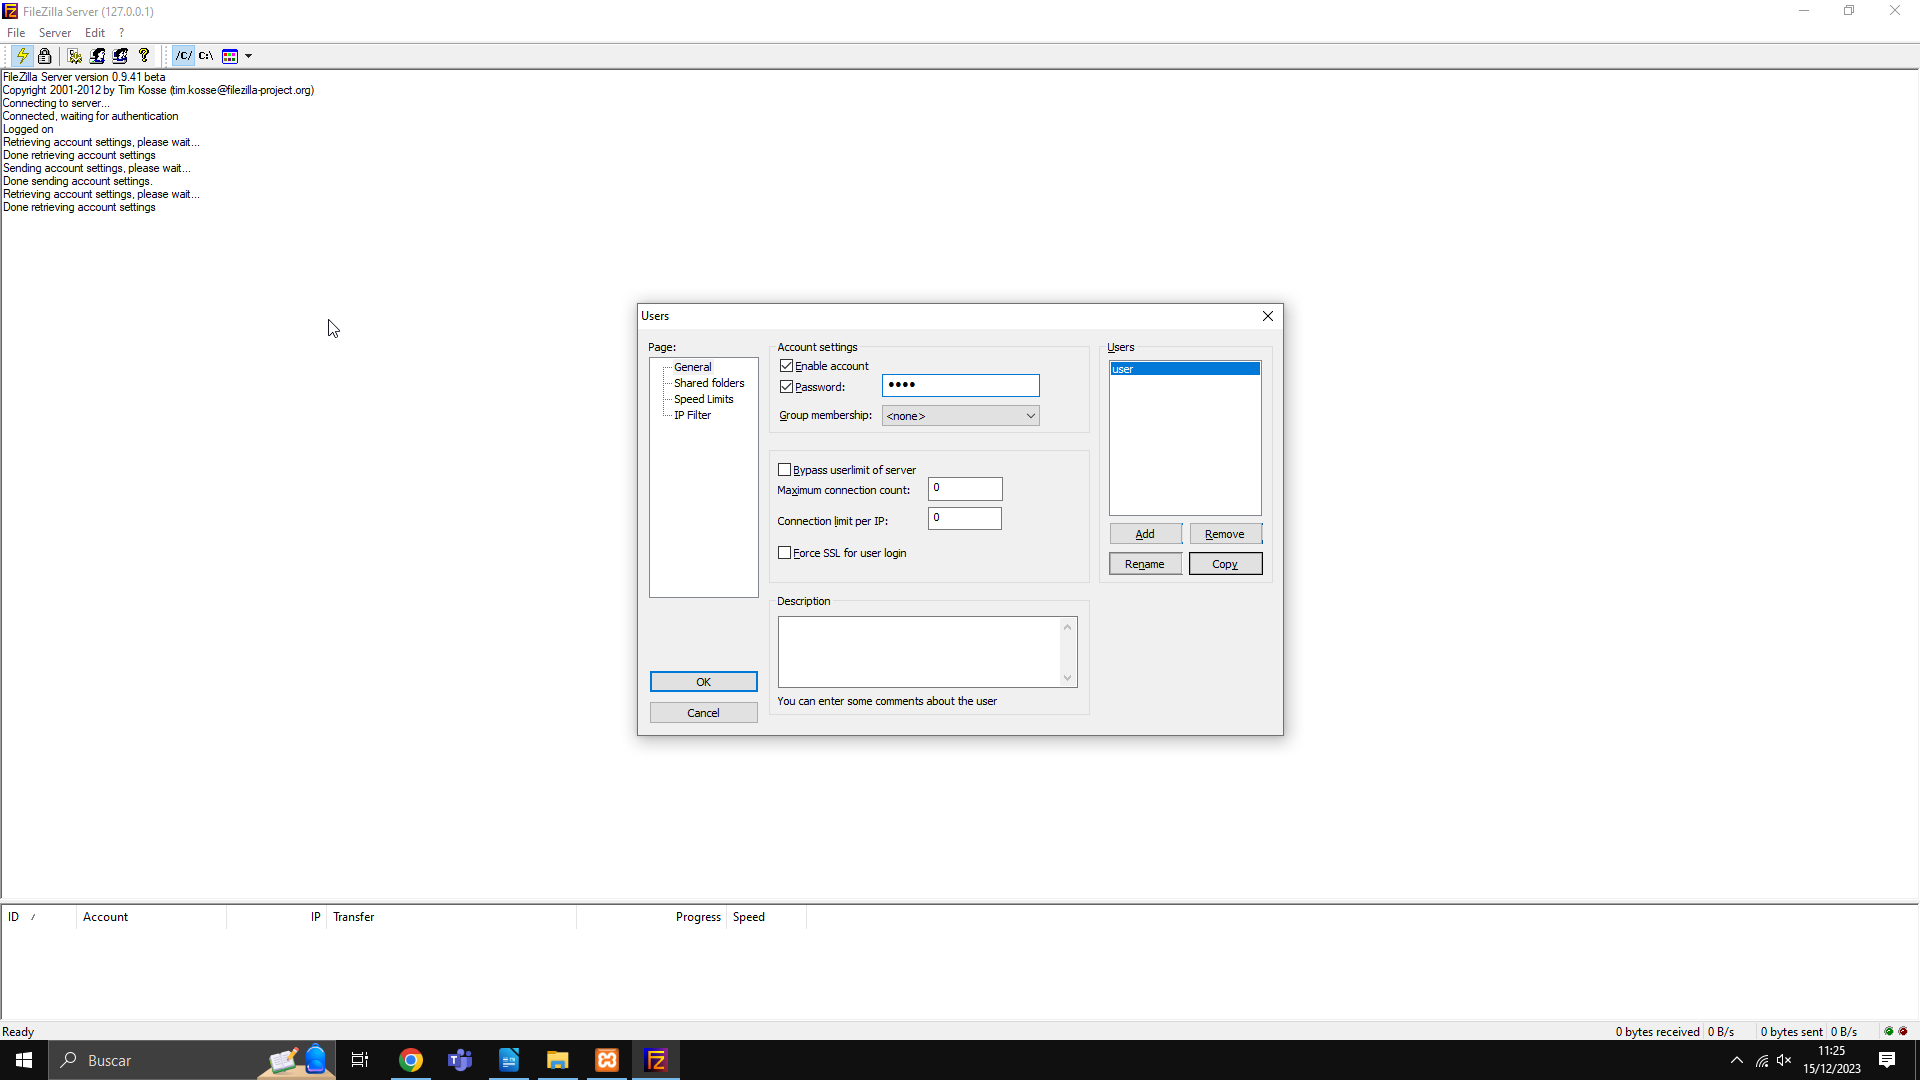 FileZilla Server (127.0.0.1)
File Server Edit ?
/C/ C:\
FileZilla Server version 0.9.41 beta
Copyright 2001-2012 by Tim Kosse (tim.kosse@filezilla-project.org)
Connecting to server...
Connected, waiting for authentication
Logged on
Retrieving account settings, please wait...
Done retrieving account settings
Sending account settings, please wait...
Done sending account settings.
Retrieving account settings, please wait...
Done retrieving account settings
Users
Page:
General
Shared folders
Speed Limits
IP Filter
OK
Cancel
Account settings
Enable account
Password: ••••
Group membership: <none>
Bypass userlimit of server
Maximum connection count: 0
Connection limit per IP: 0
Force SSL for user login
Description
You can enter some comments about the user
Users
user
Add Remove
Rename Copy
ID / Account IP Transfer Progress Speed
Ready 0 bytes received 0 B/s 0 bytes sent 0 B/s
Buscar
11:25
15/12/2023